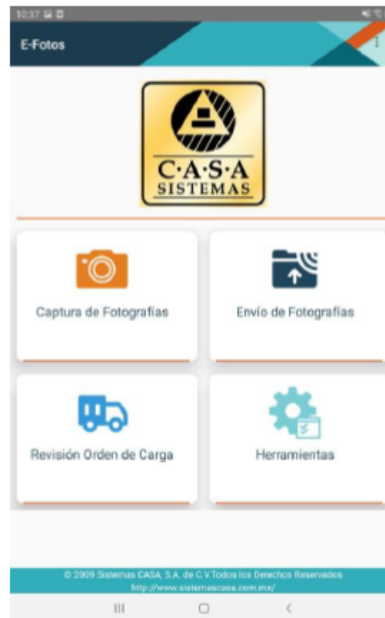 10:37
E-Fotos
C·A·S·A
SISTEMAS
Captura de Fotografías
Envío de Fotografías
Revisión Orden de Carga
Herramientas
© 2009 Sistemas CASA, S.A. de C.V.Todos los Derechos Reservados
http://www.sistemascasa.com.mx/